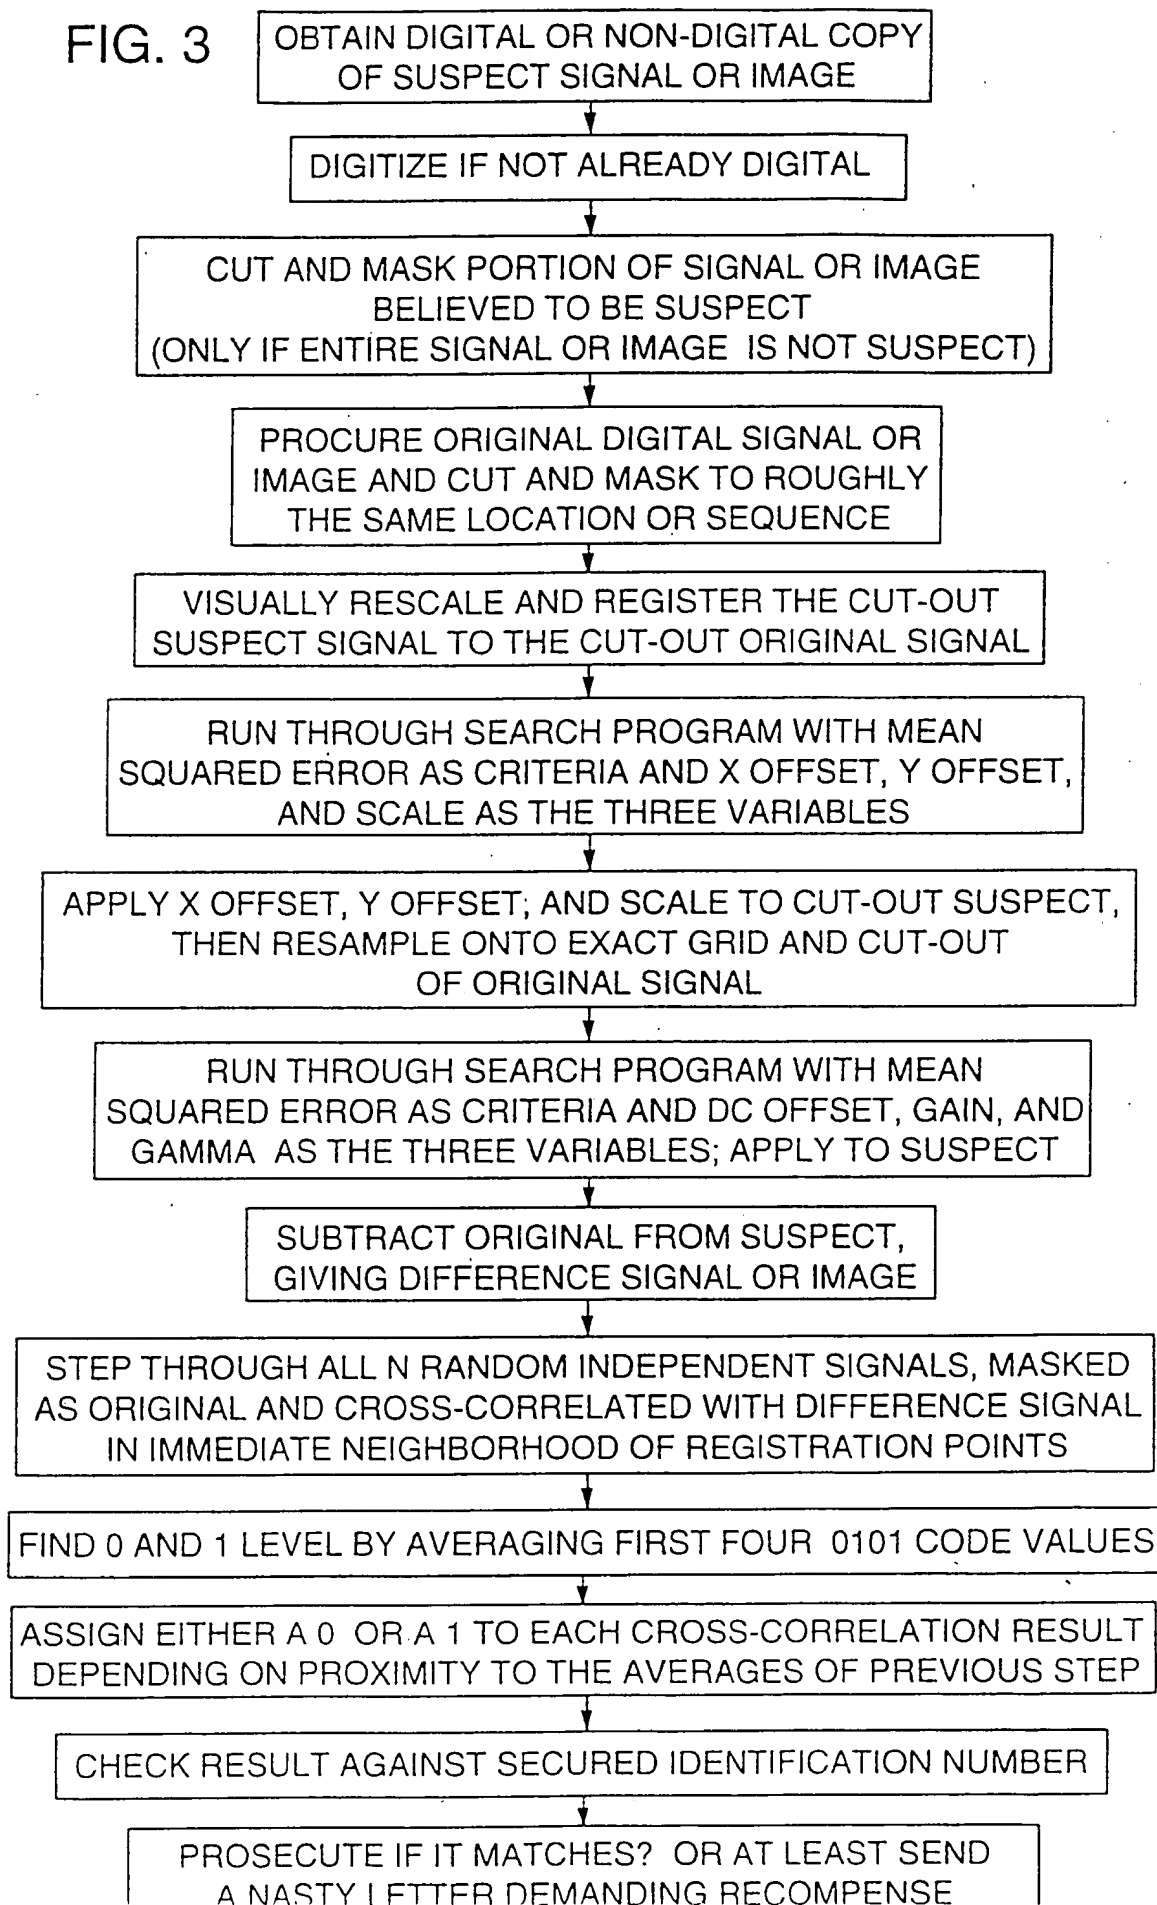 FIG. 3
OBTAIN DIGITAL OR NON-DIGITAL COPY
OF SUSPECT SIGNAL OR IMAGE
DIGITIZE IF NOT ALREADY DIGITAL
CUT AND MASK PORTION OF SIGNAL OR IMAGE
BELIEVED TO BE SUSPECT
(ONLY IF ENTIRE SIGNAL OR IMAGE IS NOT SUSPECT)
PROCURE ORIGINAL DIGITAL SIGNAL OR
IMAGE AND CUT AND MASK TO ROUGHLY
THE SAME LOCATION OR SEQUENCE
VISUALLY RESCALE AND REGISTER THE CUT-OUT
SUSPECT SIGNAL TO THE CUT-OUT ORIGINAL SIGNAL
RUN THROUGH SEARCH PROGRAM WITH MEAN
SQUARED ERROR AS CRITERIA AND X OFFSET, Y OFFSET,
AND SCALE AS THE THREE VARIABLES
APPLY X OFFSET, Y OFFSET; AND SCALE TO CUT-OUT SUSPECT,
THEN RESAMPLE ONTO EXACT GRID AND CUT-OUT
OF ORIGINAL SIGNAL
RUN THROUGH SEARCH PROGRAM WITH MEAN
SQUARED ERROR AS CRITERIA AND DC OFFSET, GAIN, AND
GAMMA AS THE THREE VARIABLES; APPLY TO SUSPECT
SUBTRACT ORIGINAL FROM SUSPECT,
GIVING DIFFERENCE SIGNAL OR IMAGE
STEP THROUGH ALL N RANDOM INDEPENDENT SIGNALS, MASKED
AS ORIGINAL AND CROSS-CORRELATED WITH DIFFERENCE SIGNAL
IN IMMEDIATE NEIGHBORHOOD OF REGISTRATION POINTS
FIND 0 AND 1 LEVEL BY AVERAGING FIRST FOUR 0101 CODE VALUES
ASSIGN EITHER A 0 OR A 1 TO EACH CROSS-CORRELATION RESULT
DEPENDING ON PROXIMITY TO THE AVERAGES OF PREVIOUS STEP
CHECK RESULT AGAINST SECURED IDENTIFICATION NUMBER
PROSECUTE IF IT MATCHES? OR AT LEAST SEND
A NASTY LETTER DEMANDING RECOMPENSE